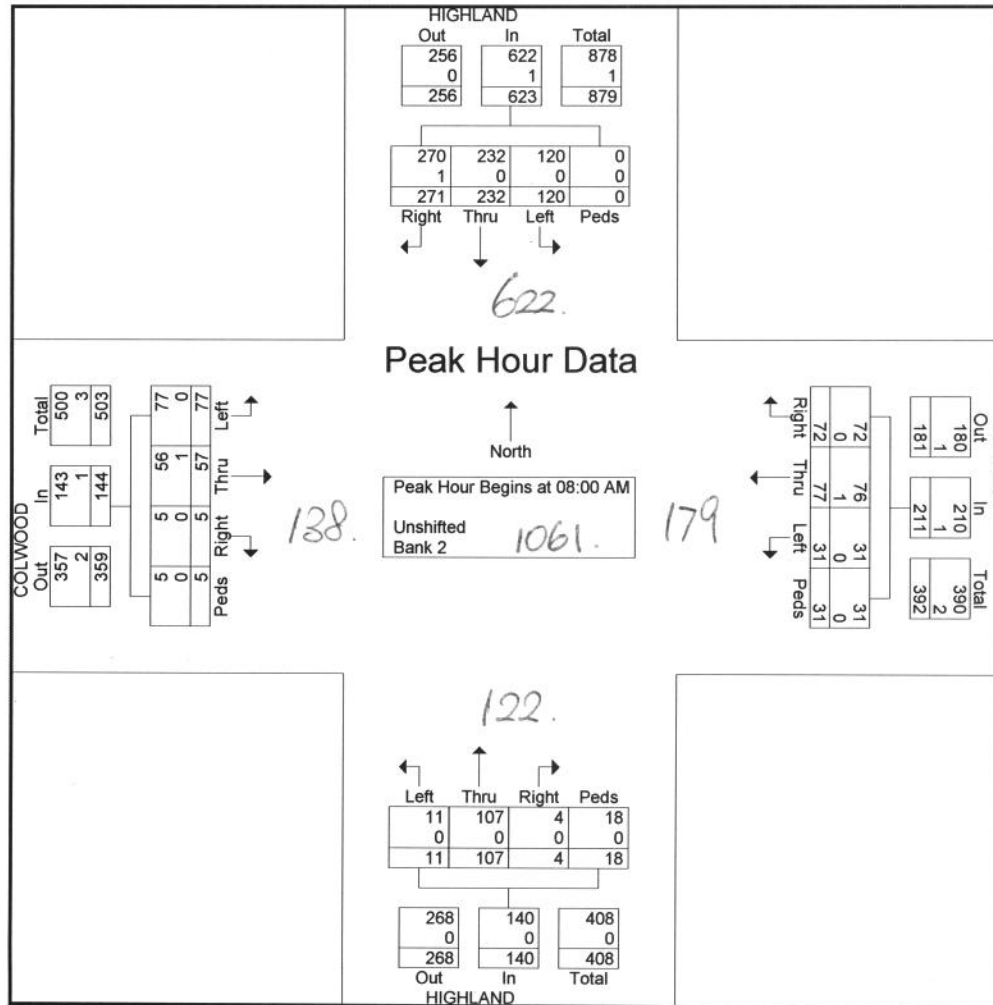 HIGHLAND
Out In Total
256 622 878
0 1 1
256 623 879
270 232 120 0
1 0 0 0
271 232 120 0
Right Thru Left Peds
622.
Peak Hour Data
North
Peak Hour Begins at 08:00 AM
Unshifted
Bank 2
1061.
COLWOOD
Total In Out
500 143 357
3 1 2
503 144 359
77 56 5 5
0 1 0 0
77 57 5 5
Left Thru Right Peds
138.
179
Right Thru Left Peds
72 76 31 31
0 1 0 0
72 77 31 31
Out In Total
180 210 390
1 1 2
181 211 392
122.
Left Thru Right Peds
11 107 4 18
0 0 0 0
11 107 4 18
268 140 408
0 0 0
268 140 408
Out In Total
HIGHLAND